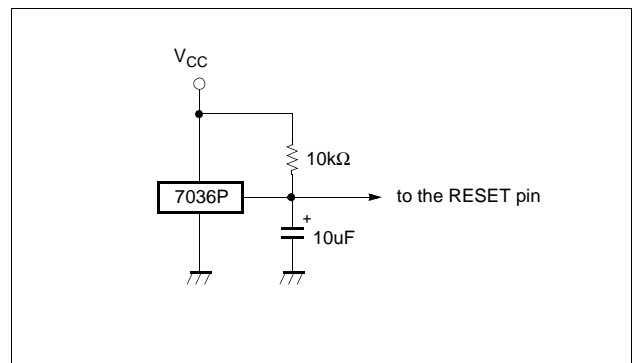 VCC
10kΩ
7036P
to the RESET pin
+
10uF